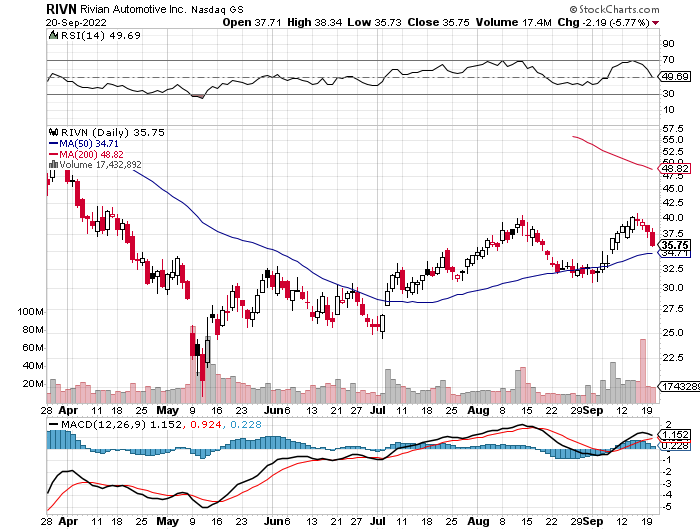 RIVN Rivian Automotive Inc. Nasdaq GS © StockCharts.com
20-Sep-2022 Open 37.71 High 38.34 Low 35.73 Close 35.75 Volume 17.4M Chg -2.19 (-5.77%)
RSI(14) 49.69
90
70
49.69
30
10
RIVN (Daily) 35.75
MA(50) 34.71
MA(200) 48.82
Volume 17,432,892
57.5
55.0
52.5
48.82
47.5
45.0
42.5
40.0
37.5
35.75
34.71
32.5
30.0
27.5
25.0
22.5
20.0
17432892
100M
80M
60M
40M
20M
28 Apr 11 18 25 May 9 16 23 Jun 6 13 21 Jul 11 18 25 Aug 8 15 22 29 Sep 12 19
MACD(12,26,9) 1.152, 0.924, 0.228
2
1.152
0.228
-1
-2
-3
-4
-5
28 Apr 11 18 25 May 9 16 23 Jun 6 13 21 Jul 11 18 25 Aug 8 15 22 29 Sep 12 19